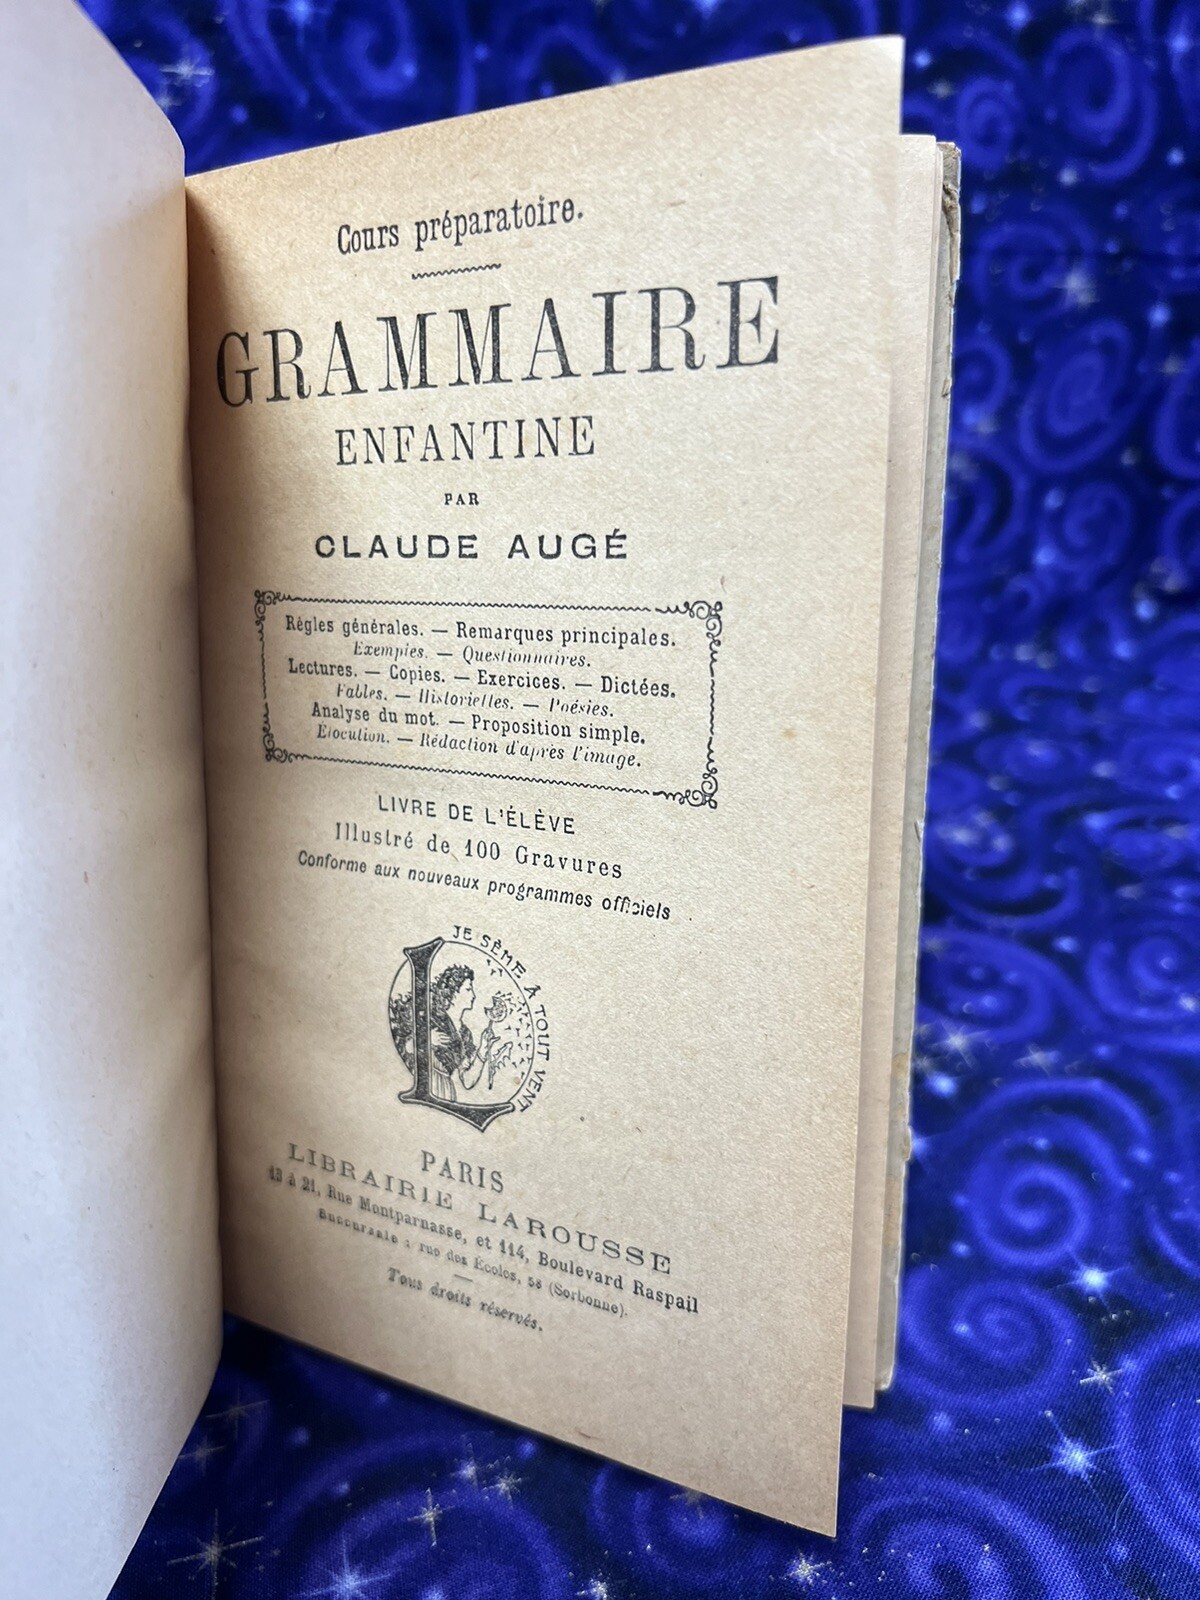 Cours préparatoire.
GRAMMAIRE
ENFANTINE
PAR
CLAUDE AUGÉ
Règles générales. — Remarques principales.
Exemples. — Questionnaires.
Lectures. — Copies. — Exercices. — Dictées.
Fables. — Historiettes. — Poésies.
Analyse du mot. — Proposition simple.
Élocution. — Rédaction d'après l'image.
LIVRE DE L'ÉLÈVE
Illustré de 100 Gravures
Conforme aux nouveaux programmes officiels
JE SÈME À TOUT VENT
L
PARIS
LIBRAIRIE LAROUSSE
13 à 21, Rue Montparnasse, et 114, Boulevard Raspail
Succursale : rue des Écoles, 58 (Sorbonne).
Tous droits réservés.